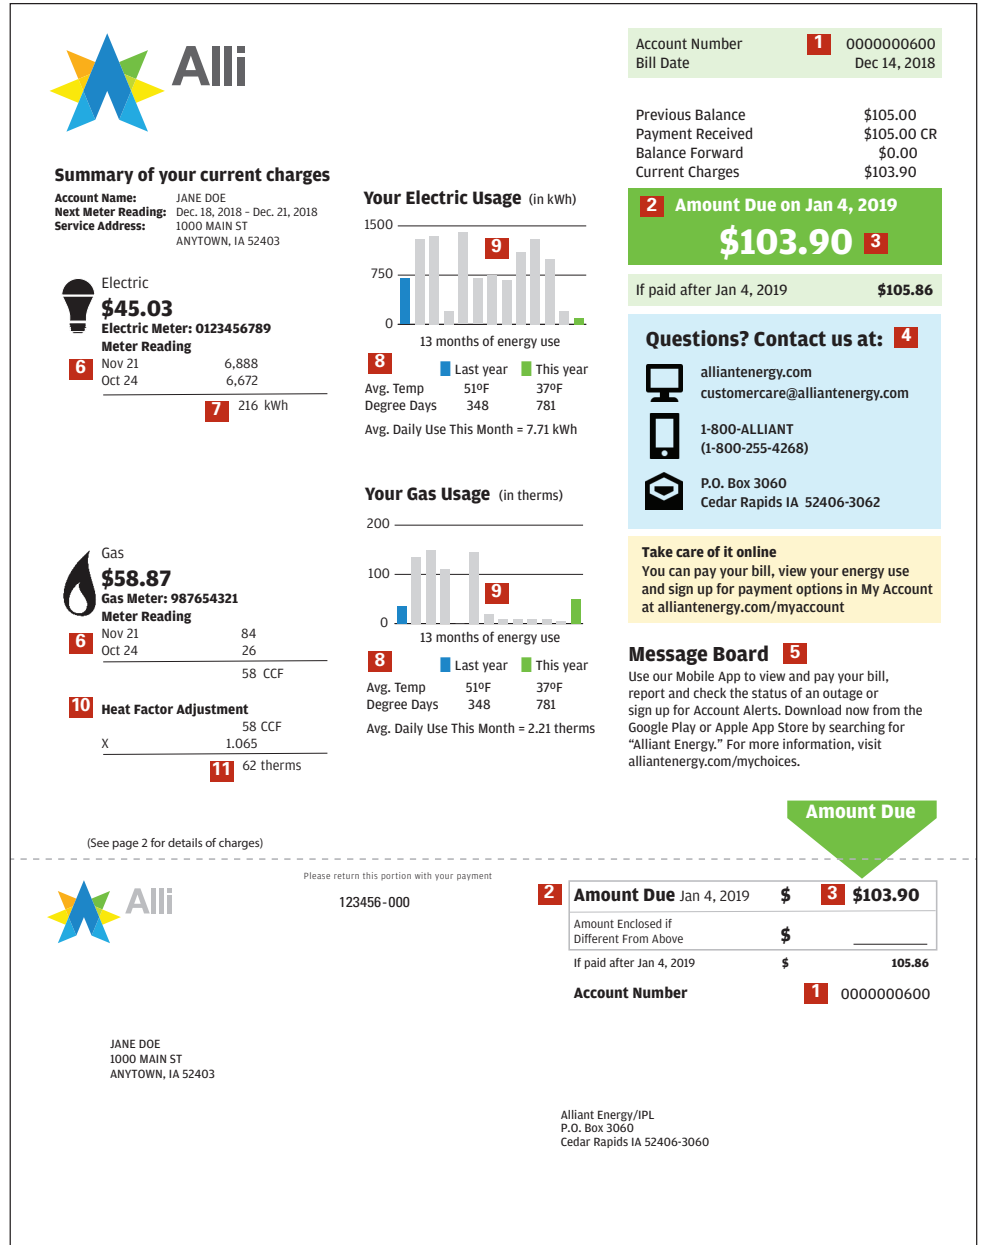 Alli
Account Number 1 0000000600
Bill Date Dec 14, 2018
Previous Balance $105.00
Payment Received $105.00 CR
Balance Forward $0.00
Current Charges $103.90
2 Amount Due on Jan 4, 2019
$103.90 3
If paid after Jan 4, 2019 $105.86
Summary of your current charges
Account Name: JANE DOE
Next Meter Reading: Dec. 18, 2018 - Dec. 21, 2018
Service Address: 1000 MAIN ST
ANYTOWN, IA 52403
Electric
$45.03
Electric Meter: 0123456789
Meter Reading
6 Nov 21 6,888
Oct 24 6,672
7 216 kWh
Your Electric Usage (in kWh)
1500
9
750
0
13 months of energy use
8 Last year This year
Avg. Temp 51ºF 37ºF
Degree Days 348 781
Avg. Daily Use This Month = 7.71 kWh
Questions? Contact us at: 4
alliantenergy.com
customercare@alliantenergy.com
1-800-ALLIANT
(1-800-255-4268)
P.O. Box 3060
Cedar Rapids IA 52406-3062
Gas
$58.87
Gas Meter: 987654321
Meter Reading
6 Nov 21 84
Oct 24 26
58 CCF
10 Heat Factor Adjustment
58 CCF
X 1.065
11 62 therms
Your Gas Usage (in therms)
200
100
9
0
13 months of energy use
8 Last year This year
Avg. Temp 51ºF 37ºF
Degree Days 348 781
Avg. Daily Use This Month = 2.21 therms
Take care of it online
You can pay your bill, view your energy use
and sign up for payment options in My Account
at alliantenergy.com/myaccount
Message Board 5
Use our Mobile App to view and pay your bill,
report and check the status of an outage or
sign up for Account Alerts. Download now from the
Google Play or Apple App Store by searching for
“Alliant Energy.” For more information, visit
alliantenergy.com/mychoices.
(See page 2 for details of charges)
Amount Due
Alli
Please return this portion with your payment
123456-000
2 Amount Due Jan 4, 2019 $ 3 $103.90
Amount Enclosed if
Different From Above $
If paid after Jan 4, 2019 $ 105.86
Account Number 1 0000000600
JANE DOE
1000 MAIN ST
ANYTOWN, IA 52403
Alliant Energy/IPL
P.O. Box 3060
Cedar Rapids IA 52406-3060